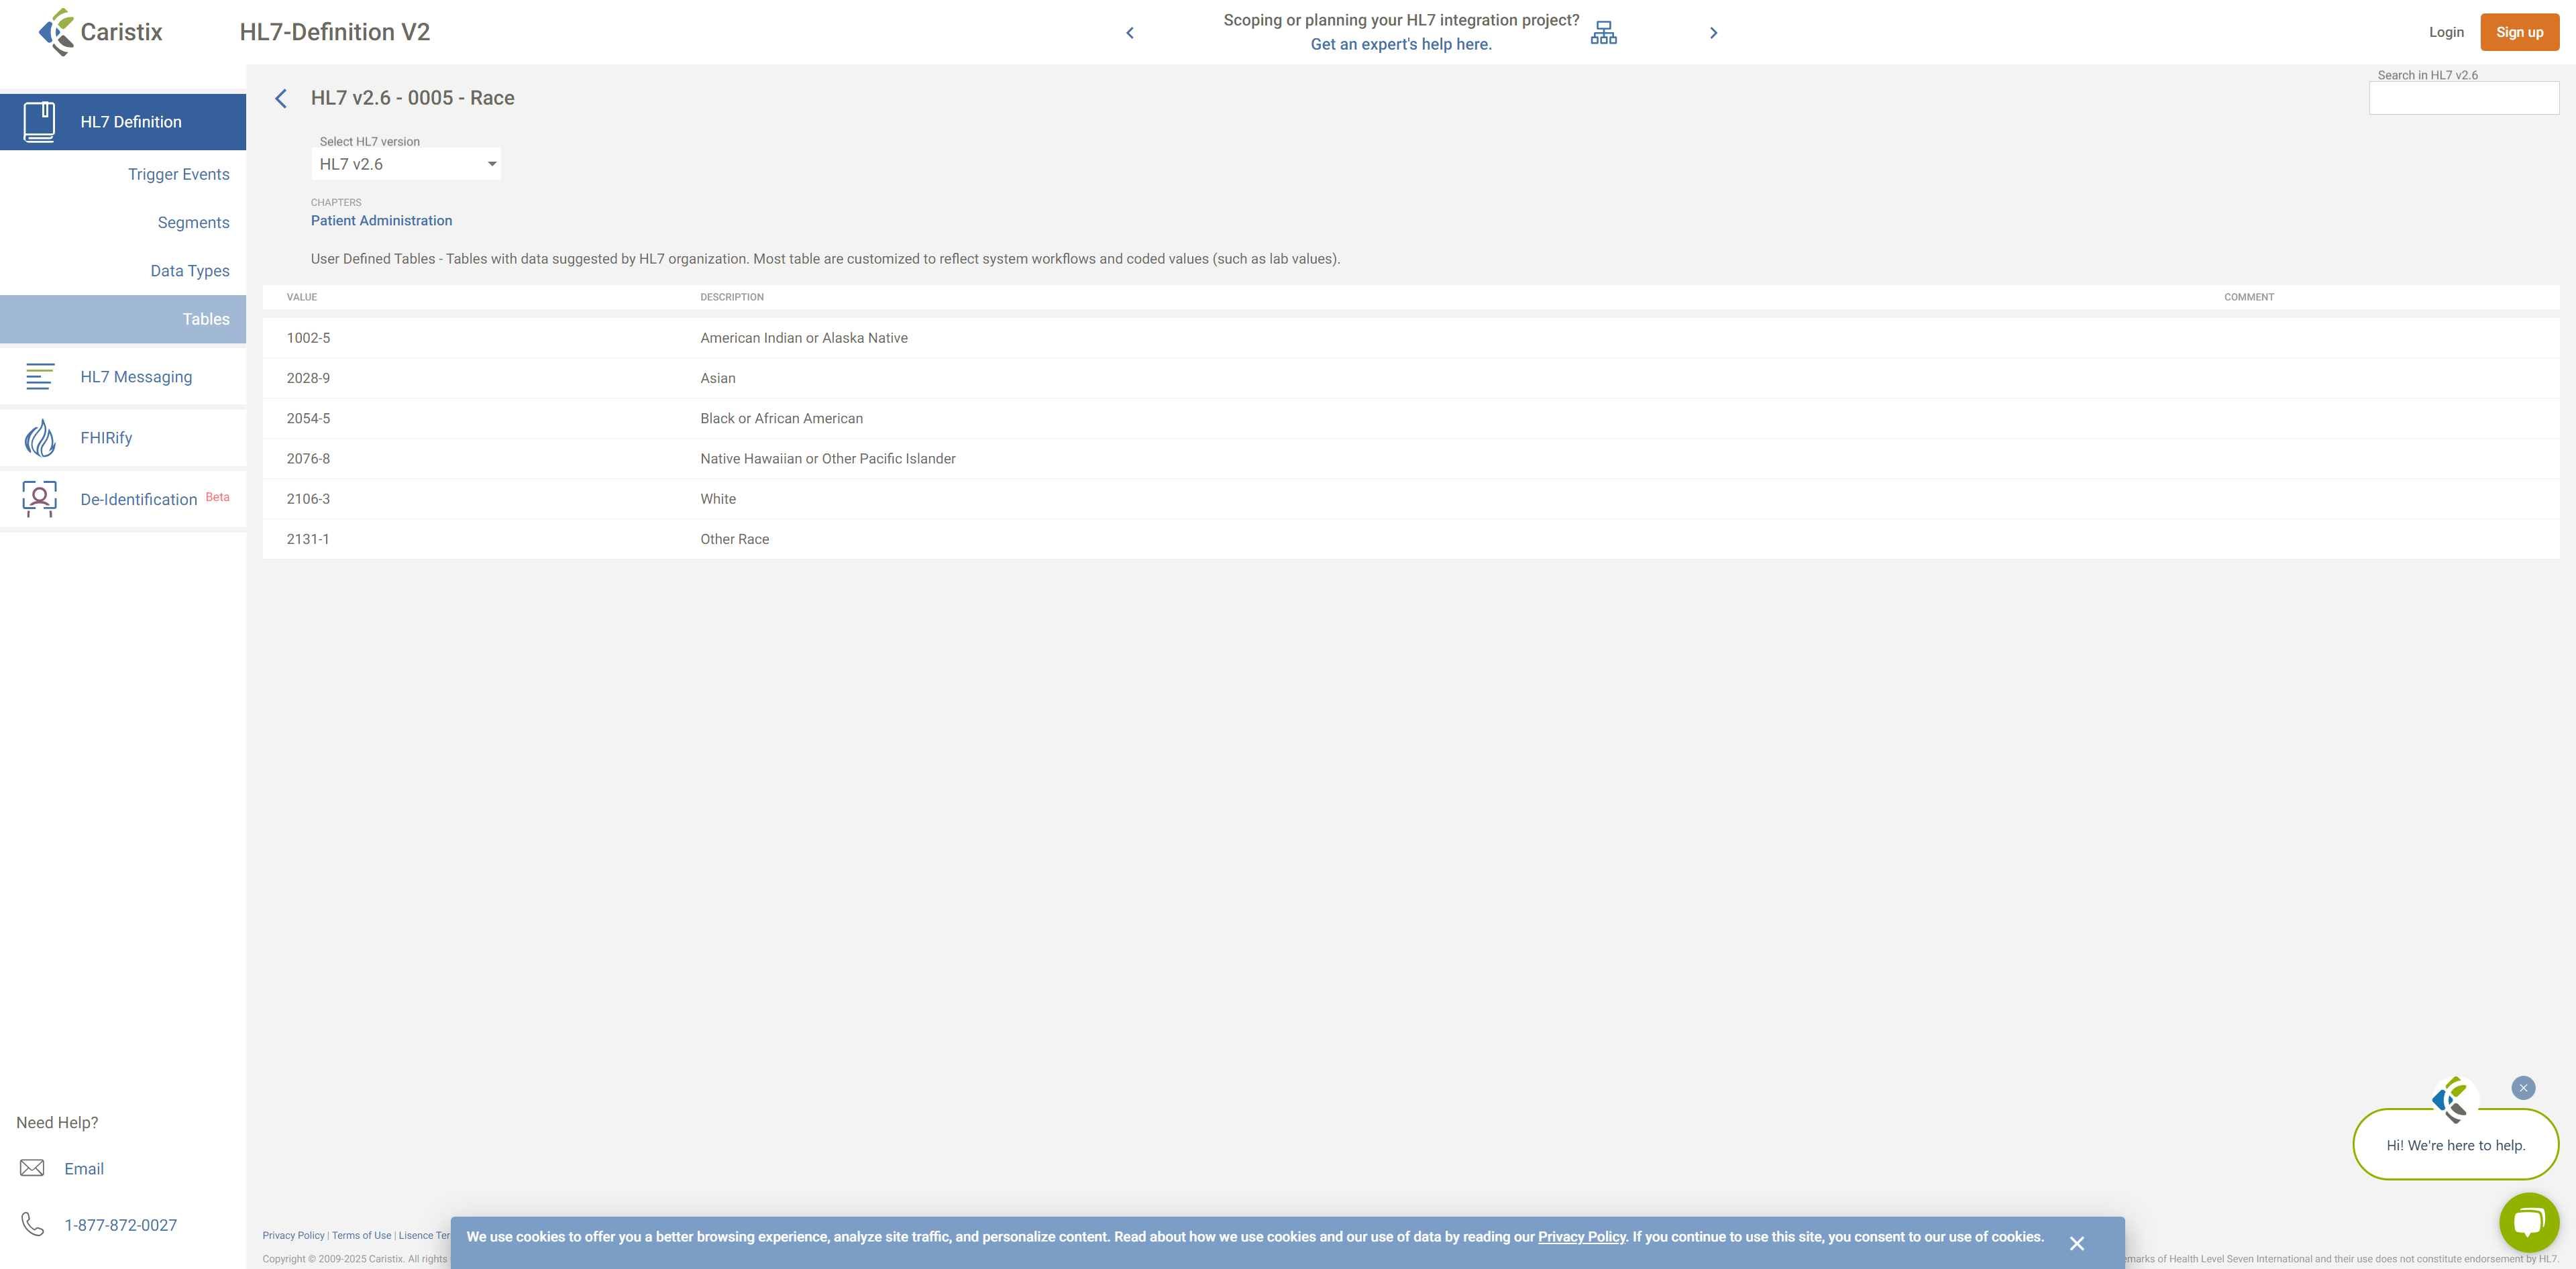 Caristix
HL7-Definition V2
Scoping or planning your HL7 integration project?
Get an expert's help here.
Login
Sign up
HL7 Definition
Trigger Events
Segments
Data Types
Tables
HL7 Messaging
FHIRify
De-Identification Beta
Need Help?
Email
1-877-872-0027
HL7 v2.6 - 0005 - Race
Search in HL7 v2.6
Select HL7 version
HL7 v2.6
CHAPTERS
Patient Administration
User Defined Tables - Tables with data suggested by HL7 organization. Most table are customized to reflect system workflows and coded values (such as lab values).
VALUE DESCRIPTION COMMENT
1002-5 American Indian or Alaska Native
2028-9 Asian
2054-5 Black or African American
2076-8 Native Hawaiian or Other Pacific Islander
2106-3 White
2131-1 Other Race
Hi! We're here to help.
Privacy Policy | Terms of Use | Lisence Ter
We use cookies to offer you a better browsing experience, analyze site traffic, and personalize content. Read about how we use cookies and our use of data by reading our Privacy Policy. If you continue to use this site, you consent to our use of cookies.
Copyright © 2009-2025 Caristix. All rights
emarks of Health Level Seven International and their use does not constitute endorsement by HL7.